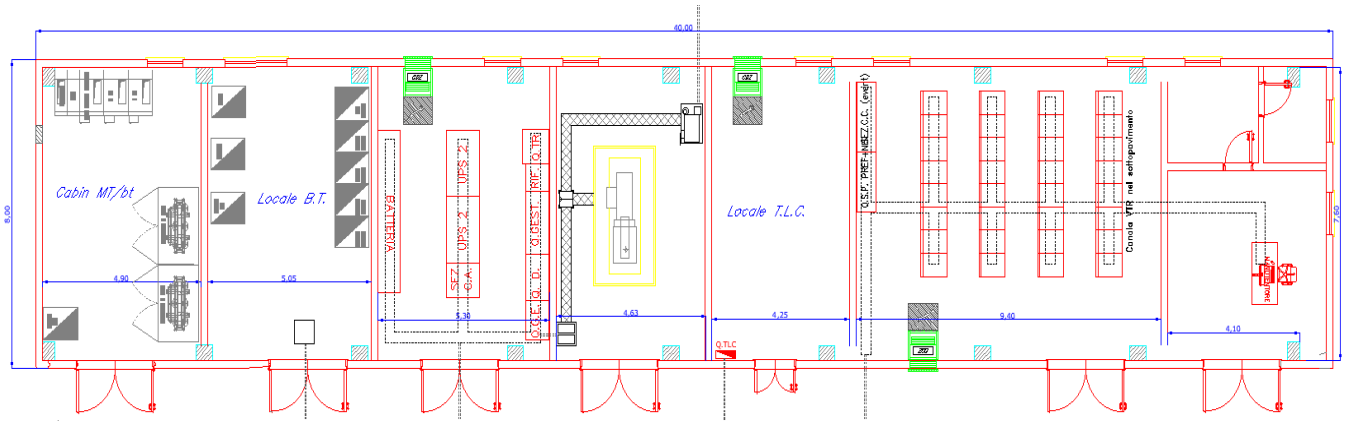 40.00
8.00
7.60
Cabin MT/bt
Locale B.T.
BATTERIA
UPS 2
UPS 2
SEZ
C.A.
Q.TR
RIF.
Q.GEST.
Q.D.
Q.G.E.
Locale T.L.C.
Q.TLC
Canala VTR nel sottopavimento
4.90
5.05
5.30
4.63
4,25
9.40
4,10